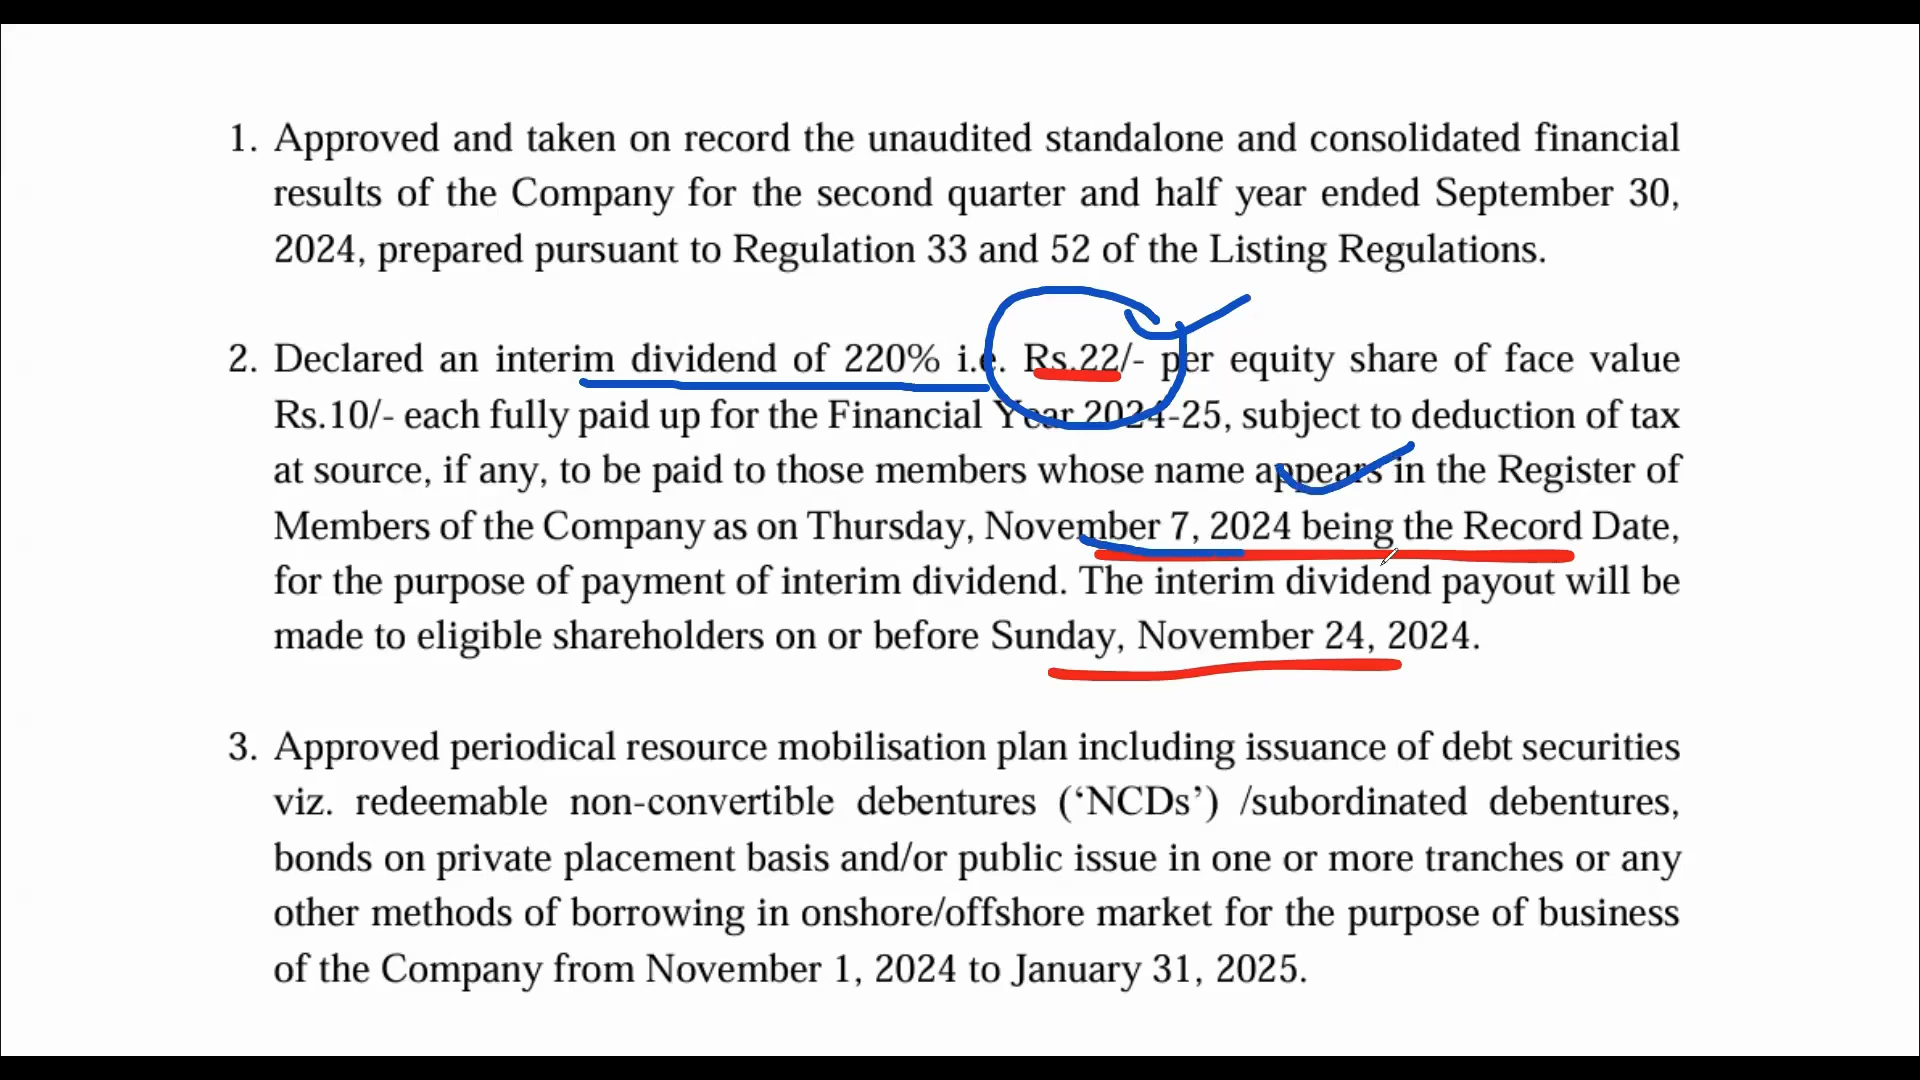 1. Approved and taken on record the unaudited standalone and consolidated financial
results of the Company for the second quarter and half year ended September 30,
2024, prepared pursuant to Regulation 33 and 52 of the Listing Regulations.
2. Declared an interim dividend of 220% i.e. Rs.22/- per equity share of face value
Rs.10/- each fully paid up for the Financial Year 2024-25, subject to deduction of tax
at source, if any, to be paid to those members whose name appears in the Register of
Members of the Company as on Thursday, November 7, 2024 being the Record Date,
for the purpose of payment of interim dividend. The interim dividend payout will be
made to eligible shareholders on or before Sunday, November 24, 2024.
3. Approved periodical resource mobilisation plan including issuance of debt securities
viz. redeemable non-convertible debentures (‘NCDs’) /subordinated debentures,
bonds on private placement basis and/or public issue in one or more tranches or any
other methods of borrowing in onshore/offshore market for the purpose of business
of the Company from November 1, 2024 to January 31, 2025.